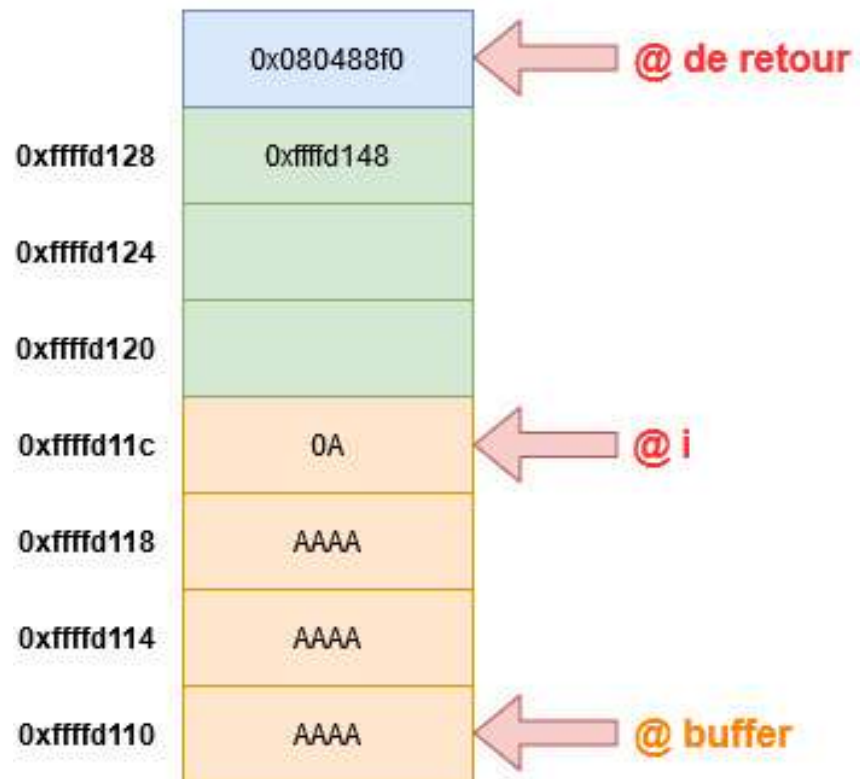 0x080488f0 @ de retour
0xffffd128 0xffffd148
0xffffd124
0xffffd120
0xffffd11c 0A @ i
0xffffd118 AAAA
0xffffd114 AAAA
0xffffd110 AAAA @ buffer